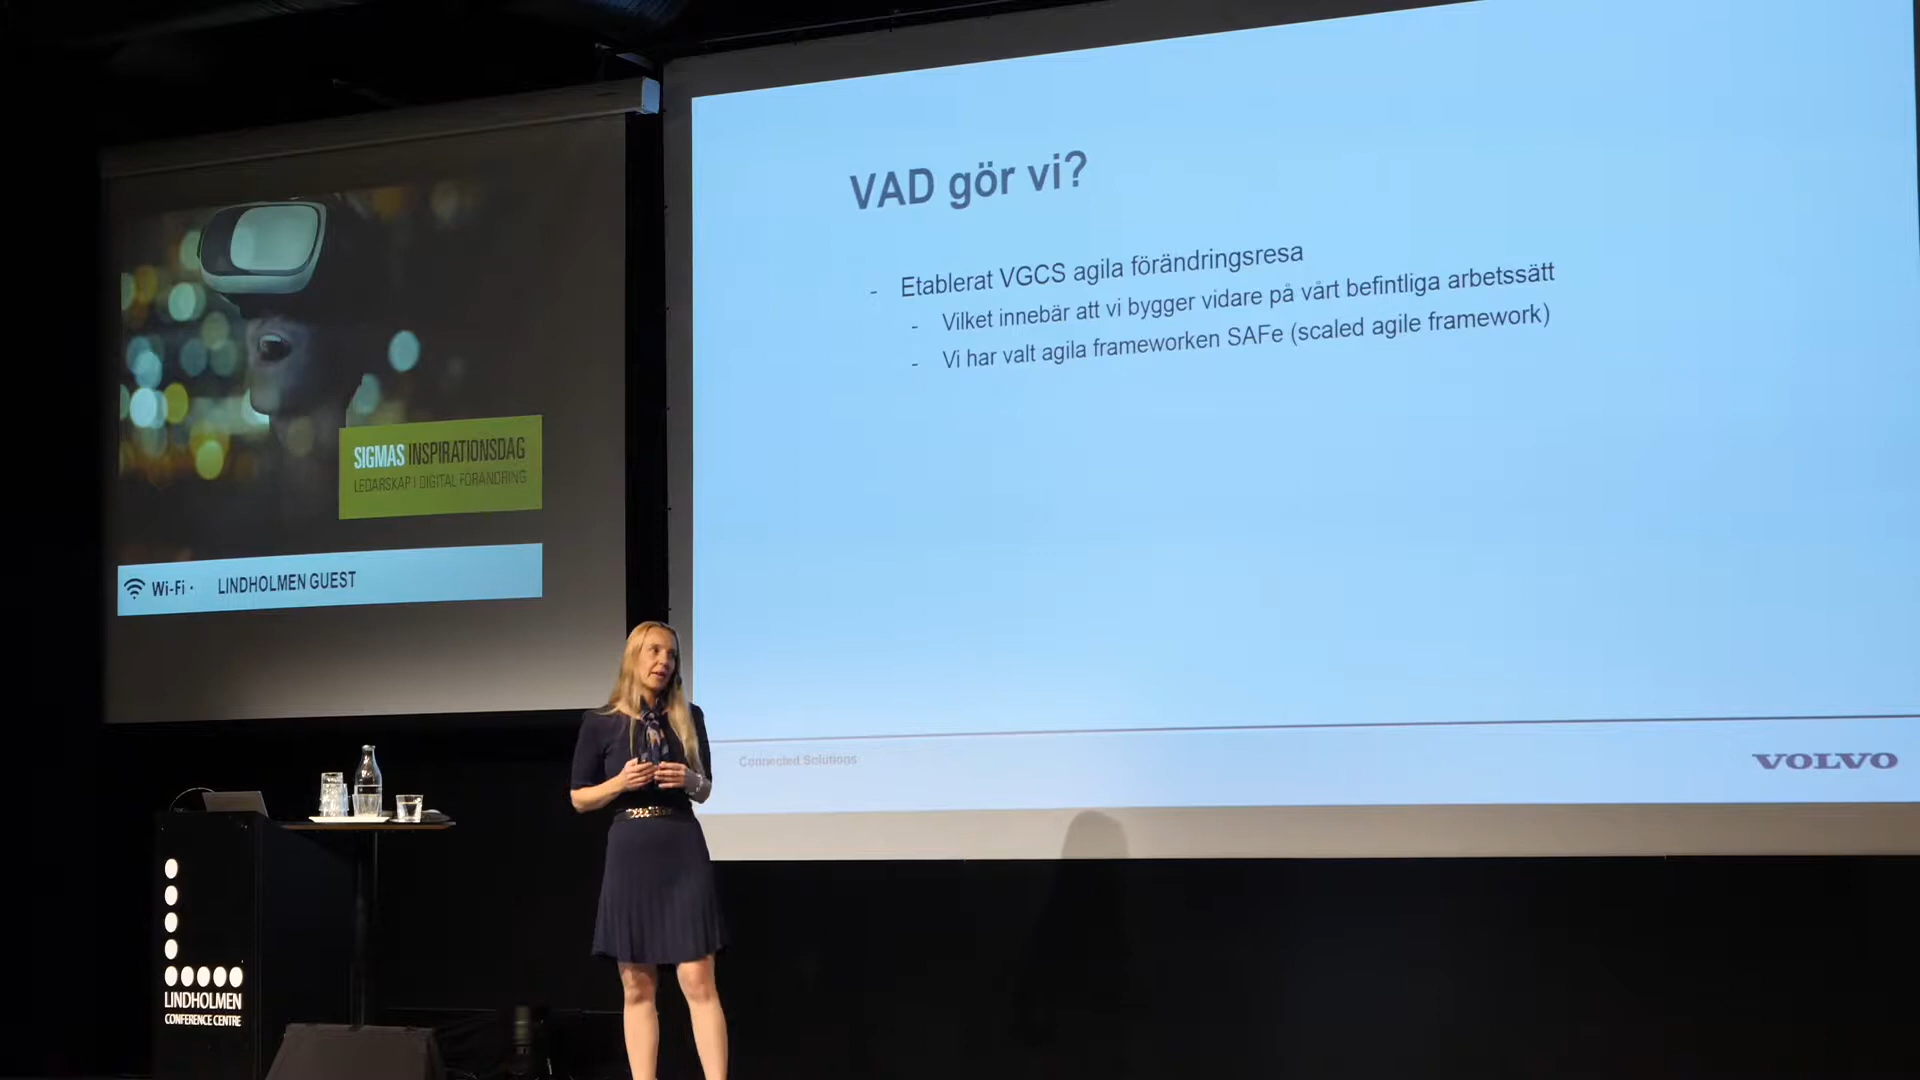 SIGMAS INSPIRATIONSDAG
LEDARSKAP I DIGITAL FÖRÄNDRING
Wi-Fi · LINDHOLMEN GUEST
VAD gör vi?
- Etablerat VGCS agila förändringsresa
- Vilket innebär att vi bygger vidare på vårt befintliga arbetssätt
- Vi har valt agila frameworken SAFe (scaled agile framework)
Connected Solutions
VOLVO
LINDHOLMEN
CONFERENCE CENTRE